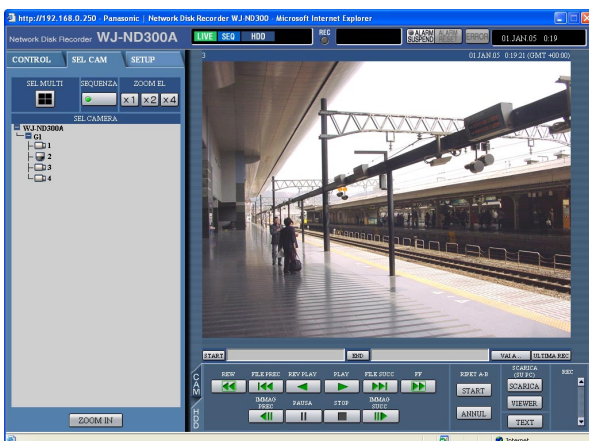 http://192.168.0.250 - Panasonic | Network Disk Recorder WJ-ND300 - Microsoft Internet Explorer
Network Disk Recorder WJ-ND300A
LIVE SEQ HDD
REC
ALARM SUSPEND
ALARM RESET
ERROR
01.JAN.05 0:19
CONTROL SEL CAM SETUP
3
01.JAN.05 0:19:21 (GMT +00:00)
SEL MULTI SEQUENZA ZOOM EL
x1 x2 x4
SEL CAMERA
WJ-ND300A
G1
1
2
3
4
ZOOM IN
START END VAI A... ULTIMA REC
CAM
HDD
REW FILE PREC REV PLAY PLAY FILE SUCC FF
IMMAG PREC PAUSA STOP IMMAG SUCC
RIPET A-B
START
ANNUL
SCARICA (SU PC)
SCARICA
VIEWER
TEXT
REC
Internet